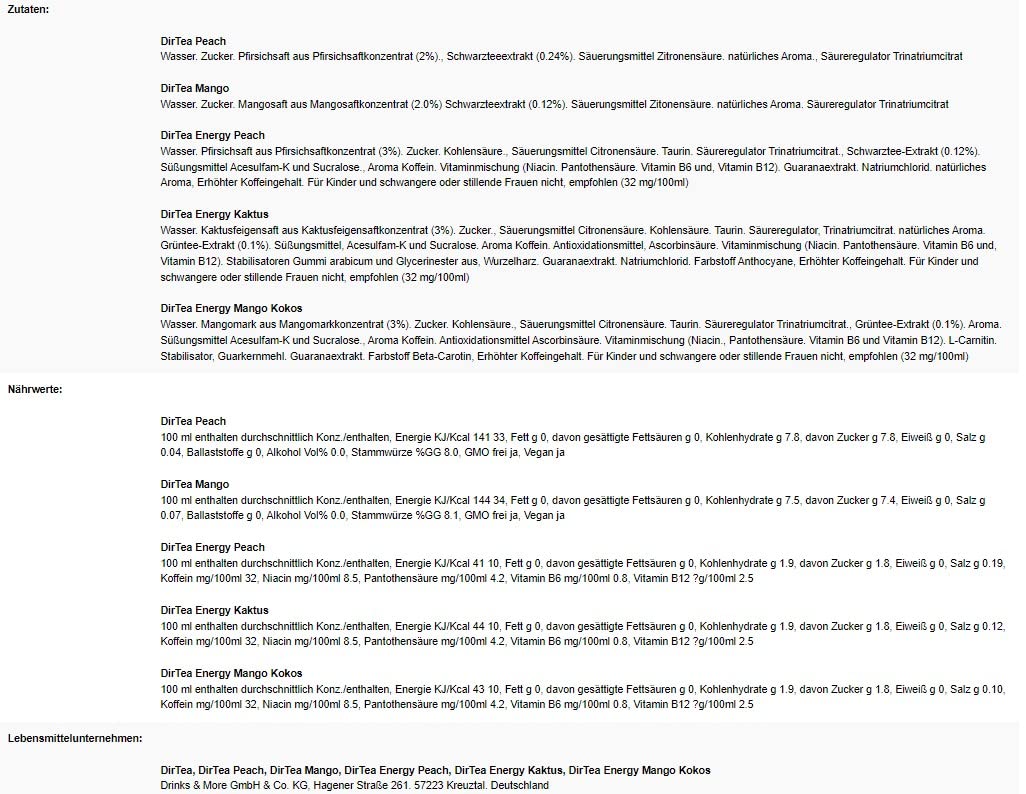 Zutaten:
DirTea Peach
Wasser. Zucker. Pfirsichsaft aus Pfirsichsaftkonzentrat (2%)., Schwarzteeextrakt (0.24%). Säuerungsmittel Zitronensäure. natürliches Aroma., Säureregulator Trinatriumcitrat
DirTea Mango
Wasser. Zucker. Mangosaft aus Mangosaftkonzentrat (2.0%) Schwarzteextrakt (0.12%). Säuerungsmittel Zitonensäure. natürliches Aroma. Säureregulator Trinatriumcitrat
DirTea Energy Peach
Wasser. Pfirsichsaft aus Pfirsichsaftkonzentrat (3%). Zucker. Kohlensäure., Säuerungsmittel Citronensäure. Taurin. Säureregulator Trinatriumcitrat., Schwarztee-Extrakt (0.12%).
Süßungsmittel Acesulfam-K und Sucralose., Aroma Koffein. Vitaminmischung (Niacin. Pantothensäure. Vitamin B6 und, Vitamin B12). Guaranaextrakt. Natriumchlorid. natürliches
Aroma, Erhöhter Koffeingehalt. Für Kinder und schwangere oder stillende Frauen nicht, empfohlen (32 mg/100ml)
DirTea Energy Kaktus
Wasser. Kaktusfeigensaft aus Kaktusfeigensaftkonzentrat (3%). Zucker., Säuerungsmittel Citronensäure. Kohlensäure. Taurin. Säureregulator, Trinatriumcitrat. natürliches Aroma.
Grüntee-Extrakt (0.1%). Süßungsmittel, Acesulfam-K und Sucralose. Aroma Koffein. Antioxidationsmittel, Ascorbinsäure. Vitaminmischung (Niacin. Pantothensäure. Vitamin B6 und,
Vitamin B12). Stabilisatoren Gummi arabicum und Glycerinester aus, Wurzelharz. Guaranaextrakt. Natriumchlorid. Farbstoff Anthocyane, Erhöhter Koffeingehalt. Für Kinder und
schwangere oder stillende Frauen nicht, empfohlen (32 mg/100ml)
DirTea Energy Mango Kokos
Wasser. Mangomark aus Mangomarkkonzentrat (3%). Zucker. Kohlensäure., Säuerungsmittel Citronensäure. Taurin. Säureregulator Trinatriumcitrat., Grüntee-Extrakt (0.1%). Aroma.
Süßungsmittel Acesulfam-K und Sucralose., Aroma Koffein. Antioxidationsmittel Ascorbinsäure. Vitaminmischung (Niacin., Pantothensäure. Vitamin B6 und Vitamin B12). L-Carnitin.
Stabilisator, Guarkernmehl. Guaranaextrakt. Farbstoff Beta-Carotin, Erhöhter Koffeingehalt. Für Kinder und schwangere oder stillende Frauen nicht, empfohlen (32 mg/100ml)
Nährwerte:
DirTea Peach
100 ml enthalten durchschnittlich Konz./enthalten, Energie KJ/Kcal 141 33, Fett g 0, davon gesättigte Fettsäuren g 0, Kohlenhydrate g 7.8, davon Zucker g 7.8, Eiweiß g 0, Salz g
0.04, Ballaststoffe g 0, Alkohol Vol% 0.0, Stammwürze %GG 8.0, GMO frei ja, Vegan ja
DirTea Mango
100 ml enthalten durchschnittlich Konz./enthalten, Energie KJ/Kcal 144 34, Fett g 0, davon gesättigte Fettsäuren g 0, Kohlenhydrate g 7.5, davon Zucker g 7.4, Eiweiß g 0, Salz g
0.07, Ballaststoffe g 0, Alkohol Vol% 0.0, Stammwürze %GG 8.1, GMO frei ja, Vegan ja
DirTea Energy Peach
100 ml enthalten durchschnittlich Konz./enthalten, Energie KJ/Kcal 41 10, Fett g 0, davon gesättigte Fettsäuren g 0, Kohlenhydrate g 1.9, davon Zucker g 1.8, Eiweiß g 0, Salz g 0.19,
Koffein mg/100ml 32, Niacin mg/100ml 8.5, Pantothensäure mg/100ml 4.2, Vitamin B6 mg/100ml 0.8, Vitamin B12 ?g/100ml 2.5
DirTea Energy Kaktus
100 ml enthalten durchschnittlich Konz./enthalten, Energie KJ/Kcal 44 10, Fett g 0, davon gesättigte Fettsäuren g 0, Kohlenhydrate g 1.9, davon Zucker g 1.8, Eiweiß g 0, Salz g 0.12,
Koffein mg/100ml 32, Niacin mg/100ml 8.5, Pantothensäure mg/100ml 4.2, Vitamin B6 mg/100ml 0.8, Vitamin B12 ?g/100ml 2.5
DirTea Energy Mango Kokos
100 ml enthalten durchschnittlich Konz./enthalten, Energie KJ/Kcal 43 10, Fett g 0, davon gesättigte Fettsäuren g 0, Kohlenhydrate g 1.9, davon Zucker g 1.8, Eiweiß g 0, Salz g 0.10,
Koffein mg/100ml 32, Niacin mg/100ml 8.5, Pantothensäure mg/100ml 4.2, Vitamin B6 mg/100ml 0.8, Vitamin B12 ?g/100ml 2.5
Lebensmittelunternehmen:
DirTea, DirTea Peach, DirTea Mango, DirTea Energy Peach, DirTea Energy Kaktus, DirTea Energy Mango Kokos
Drinks & More GmbH & Co. KG, Hagener Straße 261. 57223 Kreuztal. Deutschland